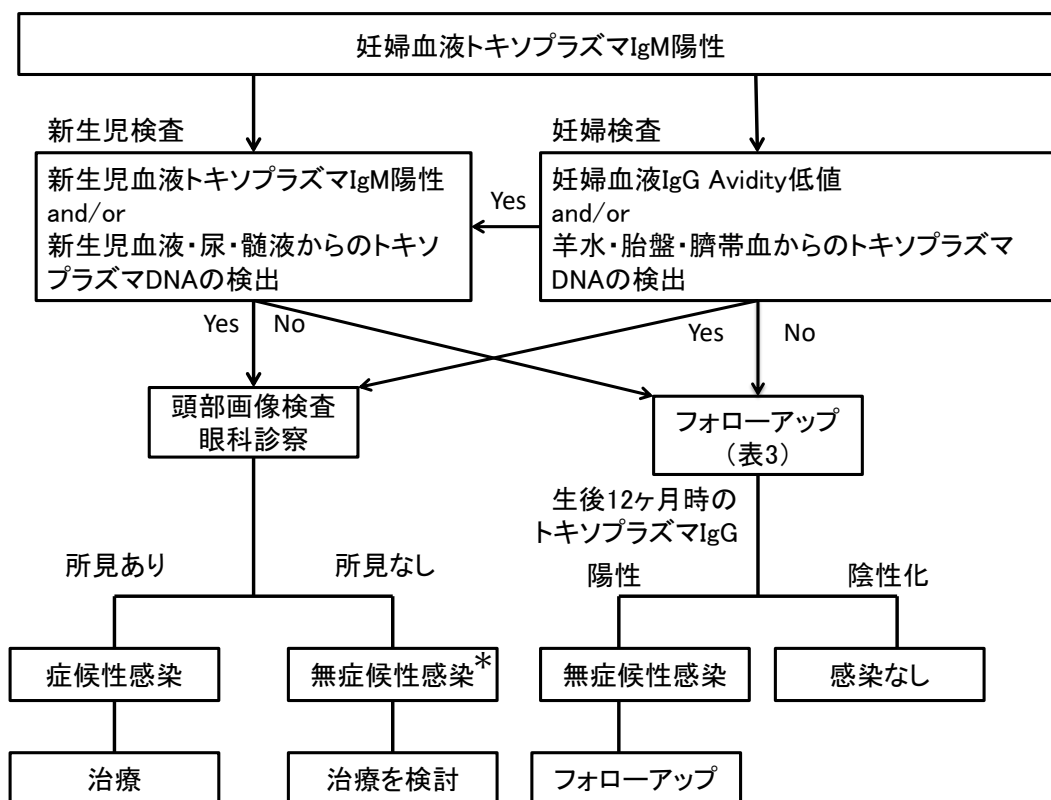 妊婦血液トキソプラズマIgM陽性
新生児検査
妊婦検査
新生児血液トキソプラズマIgM陽性
and/or
新生児血液・尿・髄液からのトキソ
プラズマDNAの検出
Yes
妊婦血液IgG Avidity低値
and/or
羊水・胎盤・臍帯血からのトキソプラズマ
DNAの検出
Yes
No
Yes
No
頭部画像検査
眼科診察
フォローアップ
（表3）
生後12ヶ月時の
トキソプラズマIgG
所見あり
所見なし
陽性
陰性化
症候性感染
無症候性感染*
無症候性感染
感染なし
治療
治療を検討
フォローアップ